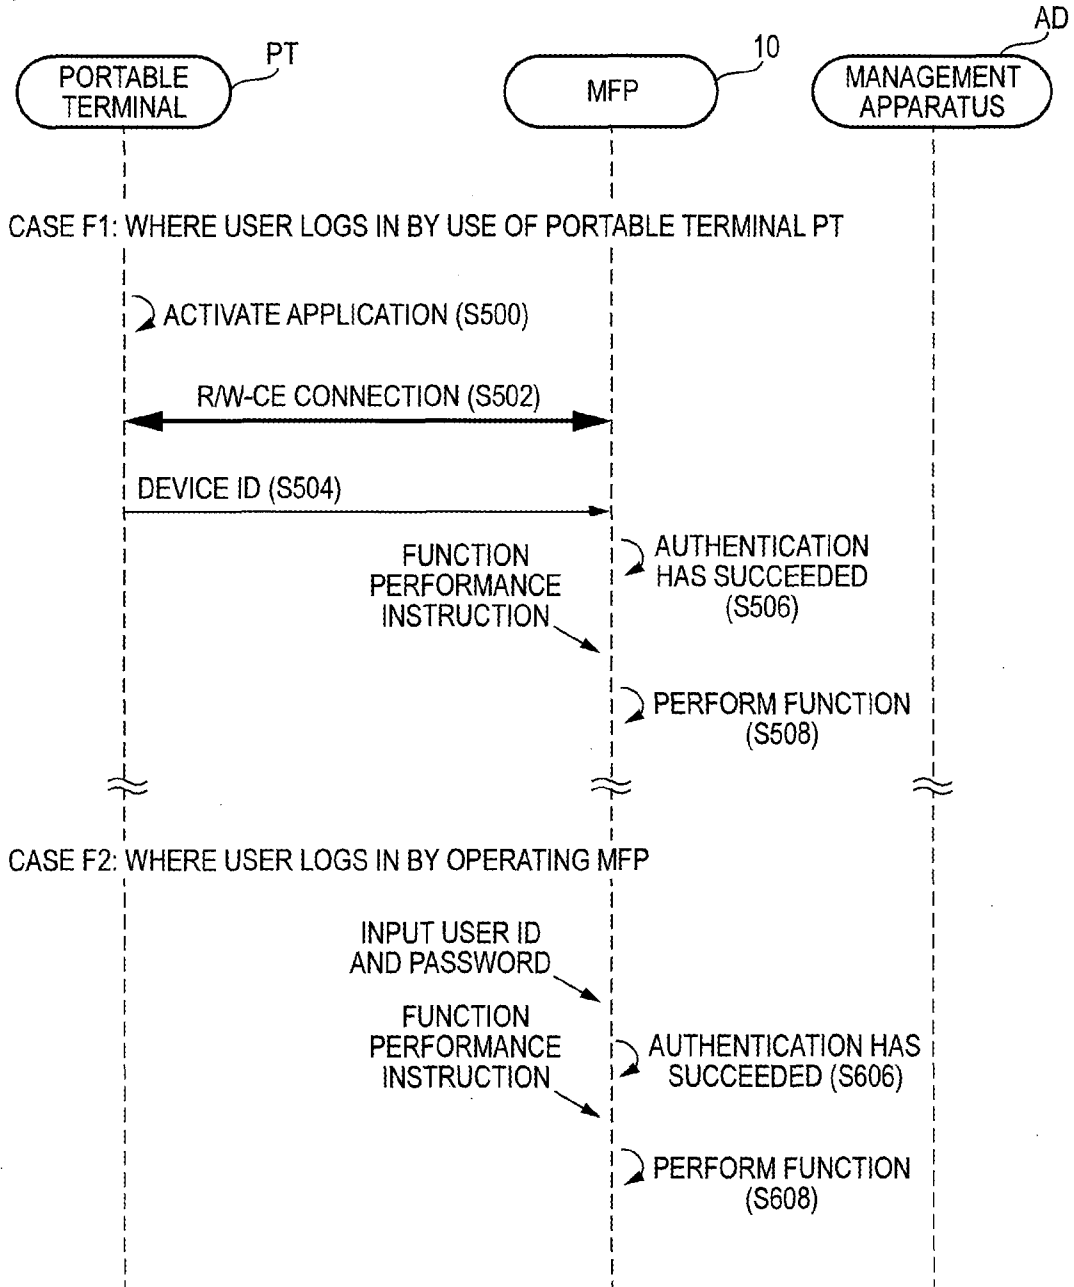 AD
PT
10
PORTABLE
TERMINAL
MFP
MANAGEMENT
APPARATUS
CASE F1: WHERE USER LOGS IN BY USE OF PORTABLE TERMINAL PT
ACTIVATE APPLICATION (S500)
R/W-CE CONNECTION (S502)
DEVICE ID (S504)
FUNCTION
PERFORMANCE
INSTRUCTION
AUTHENTICATION
HAS SUCCEEDED
(S506)
PERFORM FUNCTION
(S508)
CASE F2: WHERE USER LOGS IN BY OPERATING MFP
INPUT USER ID
AND PASSWORD
FUNCTION
PERFORMANCE
INSTRUCTION
AUTHENTICATION HAS
SUCCEEDED (S606)
PERFORM FUNCTION
(S608)